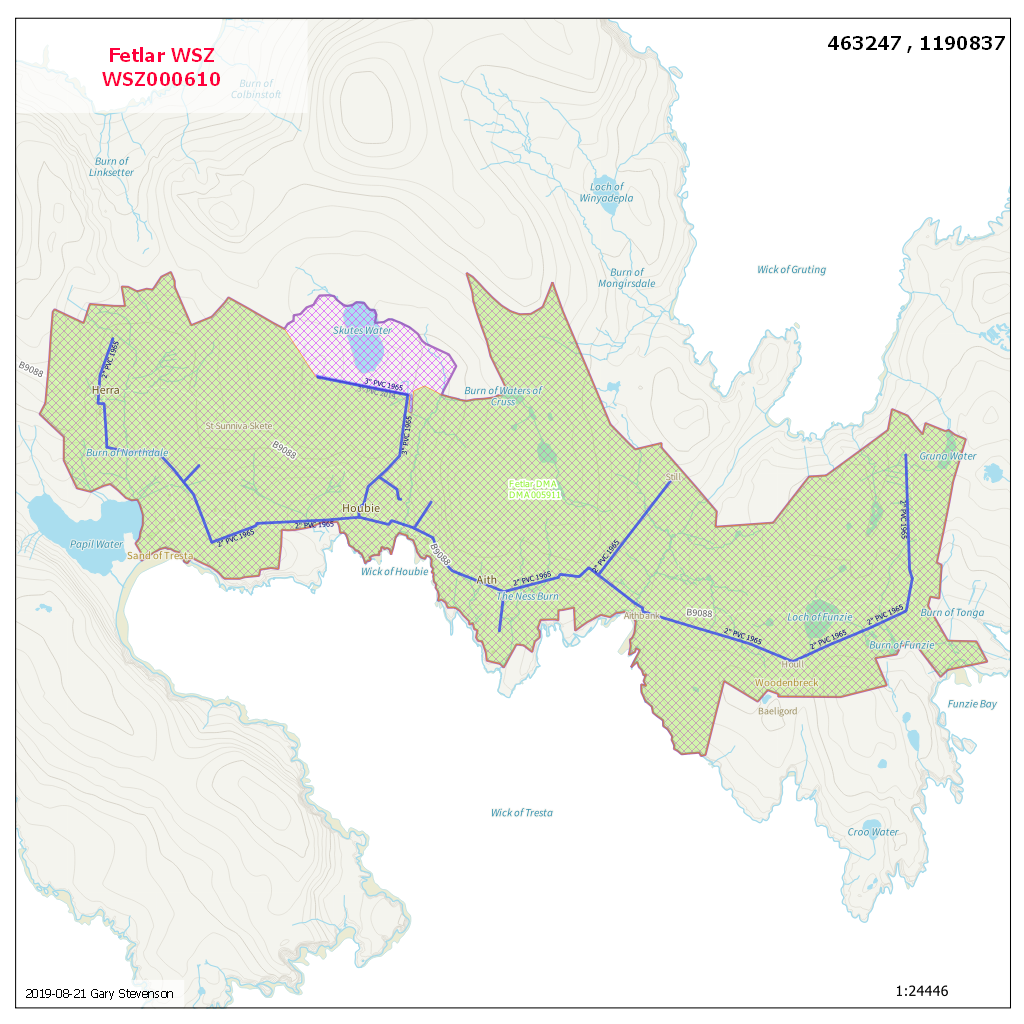 Fetlar WSZ
WSZ000610
463247 , 1190837
Burn of
Colbinstoft
Burn of
Linksetter
Loch of
Winyadepla
Wick of Gruting
Burn of
Mongirsdale
Skutes Water
B9088
2" PVC 1965
3" PVC 1965
Herra
Burn of Waters of
Cruss
St Sunniva Skete
3" PVC 1965
B9088
Burn of Northdale
Gruna Water
Still
Fetlar DMA
DMA005911
Houbie
2" PVC 1965
2" PVC 1965
2" PVC 1965
Papil Water
Sand of Tresta
B9088
Wick of Houbie
2" PVC 1965
Aith
2" PVC 1965
The Ness Burn
Aithbank
B9088
Loch of Funzie
2" PVC 1965
Burn of Tonga
2" PVC 1965
2" PVC 1965
Burn of Funzie
Houll
Woodenbreck
Baeligord
Funzie Bay
Wick of Tresta
Croo Water
2019-08-21 Gary Stevenson
1:24446